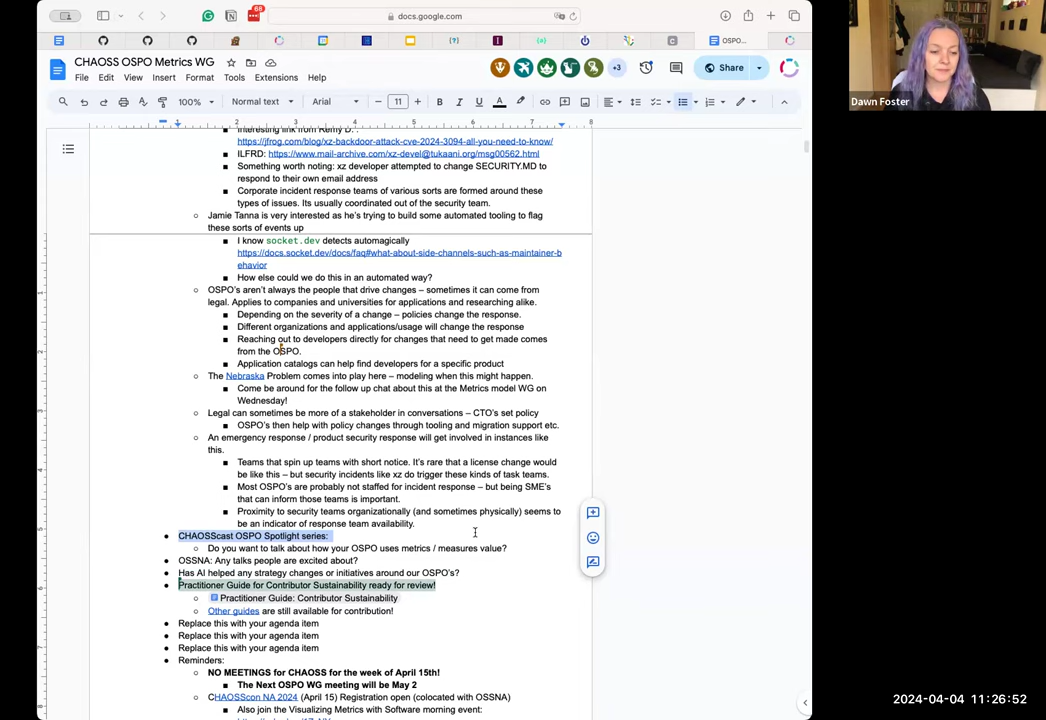 68
docs.google.com
OSPO...
CHAOSS OSPO Metrics WG
File Edit View Insert Format Tools Extensions Help
+3
Share
100%
Normal text
Arial
11
2 3 4 5 6 7 8
Interesting link from Remy D. :
https://jfrog.com/blog/xz-backdoor-attack-cve-2024-3094-all-you-need-to-know/
ILFRD: https://www.mail-archive.com/xz-devel@tukaani.org/msg00562.html
Something worth noting: xz developer attempted to change SECURITY.MD to
respond to their own email address
Corporate incident response teams of various sorts are formed around these
types of issues. Its usually coordinated out of the security team.
Jamie Tanna is very interested as he's trying to build some automated tooling to flag
these sorts of events up
I know socket.dev detects automagically
https://docs.socket.dev/docs/faq#what-about-side-channels-such-as-maintainer-b
ehavior
How else could we do this in an automated way?
OSPO's aren't always the people that drive changes – sometimes it can come from
legal. Applies to companies and universities for applications and researching alike.
Depending on the severity of a change – policies change the response.
Different organizations and applications/usage will change the response
Reaching out to developers directly for changes that need to get made comes
from the OSPO.
Application catalogs can help find developers for a specific product
The Nebraska Problem comes into play here – modeling when this might happen.
Come be around for the follow up chat about this at the Metrics model WG on
Wednesday!
Legal can sometimes be more of a stakeholder in conversations – CTO's set policy
OSPO's then help with policy changes through tooling and migration support etc.
An emergency response / product security response will get involved in instances like
this.
Teams that spin up teams with short notice. It's rare that a license change would
be like this – but security incidents like xz do trigger these kinds of task teams.
Most OSPO's are probably not staffed for incident response – but being SME's
that can inform those teams is important.
Proximity to security teams organizationally (and sometimes physically) seems to
be an indicator of response team availability.
CHAOSScast OSPO Spotlight series:
Do you want to talk about how your OSPO uses metrics / measures value?
OSSNA: Any talks people are excited about?
Has AI helped any strategy changes or initiatives around our OSPO's?
Practitioner Guide for Contributor Sustainability ready for review!
Practitioner Guide: Contributor Sustainability
Other guides are still available for contribution!
Replace this with your agenda item
Replace this with your agenda item
Replace this with your agenda item
Reminders:
NO MEETINGS for CHAOSS for the week of April 15th!
The Next OSPO WG meeting will be May 2
CHAOSScon NA 2024 (April 15) Registration open (colocated with OSSNA)
Also join the Visualizing Metrics with Software morning event:
Dawn Foster
2024-04-04 11:26:52